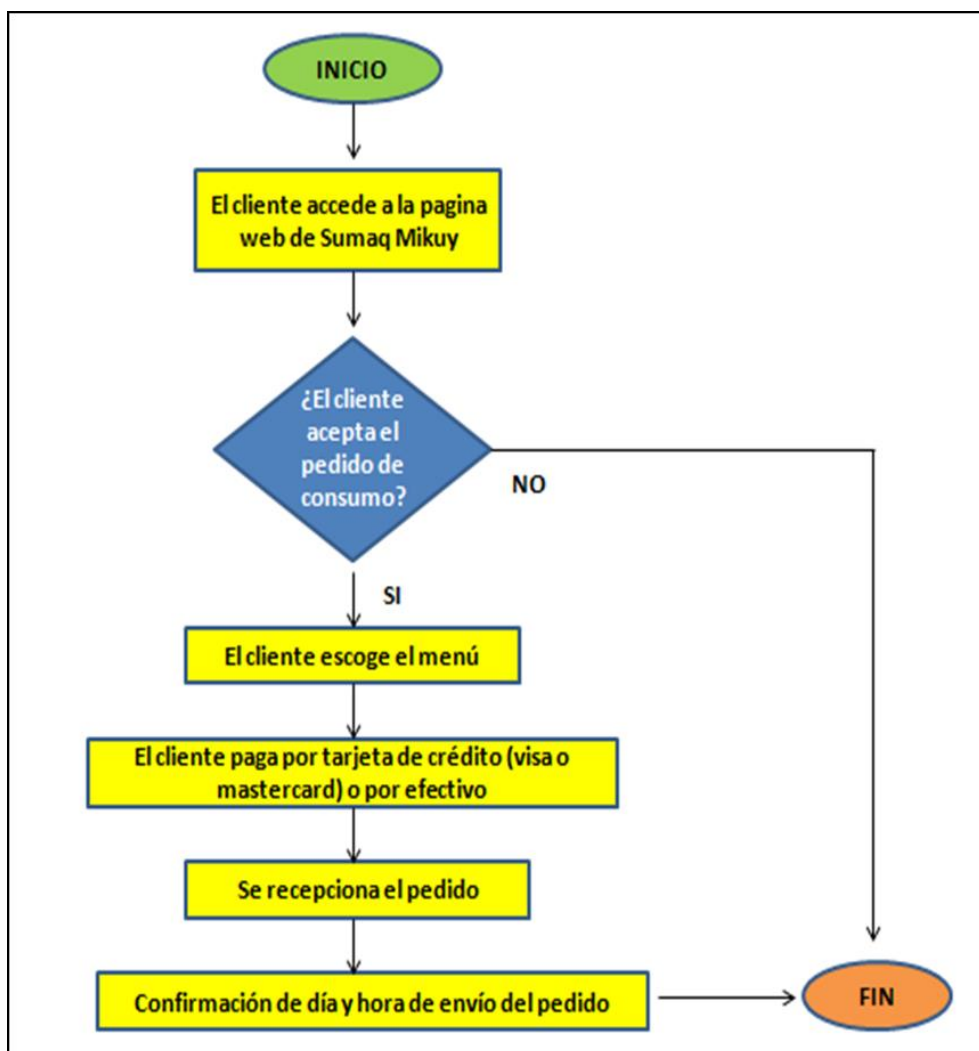 INICIO
El cliente accede a la pagina
web de Sumaq Mikuy
¿El cliente
acepta el
pedido de
consumo?
NO
SI
El cliente escoge el menú
El cliente paga por tarjeta de crédito (visa o
mastercard) o por efectivo
Se recepciona el pedido
Confirmación de día y hora de envío del pedido
FIN